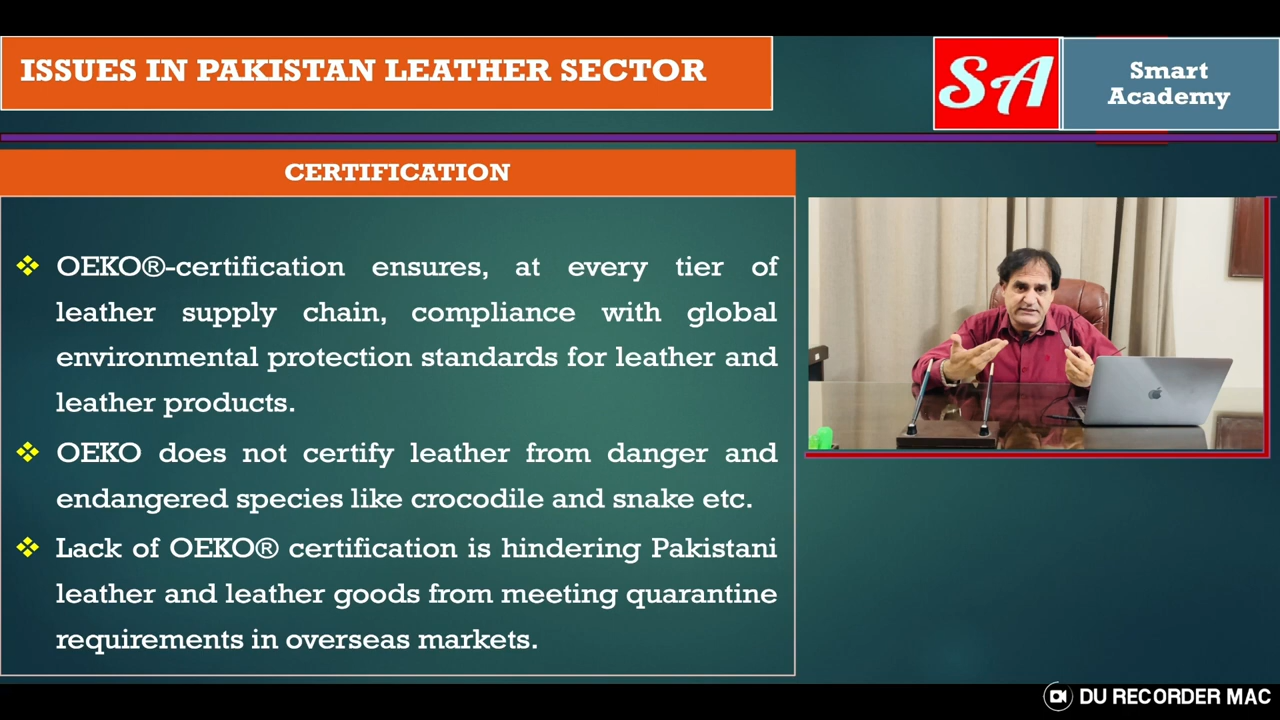 ISSUES IN PAKISTAN LEATHER SECTOR
SA
Smart
Academy
CERTIFICATION
❖ OEKO®-certification ensures, at every tier of
leather supply chain, compliance with global
environmental protection standards for leather and
leather products.
❖ OEKO does not certify leather from danger and
endangered species like crocodile and snake etc.
❖ Lack of OEKO® certification is hindering Pakistani
leather and leather goods from meeting quarantine
requirements in overseas markets.
DU RECORDER MAC